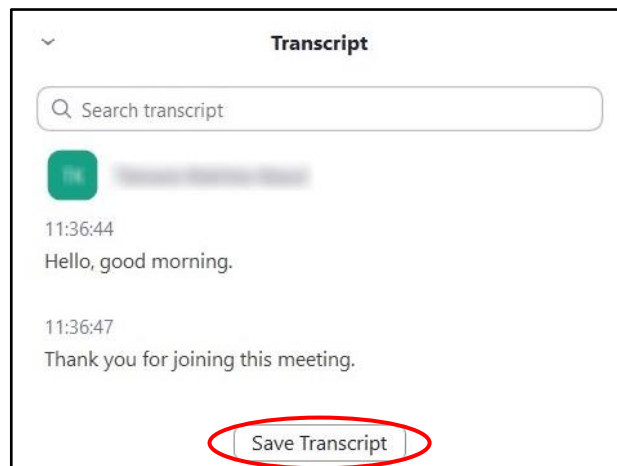 Transcript
Search transcript
11:36:44
Hello, good morning.
11:36:47
Thank you for joining this meeting.
Save Transcript